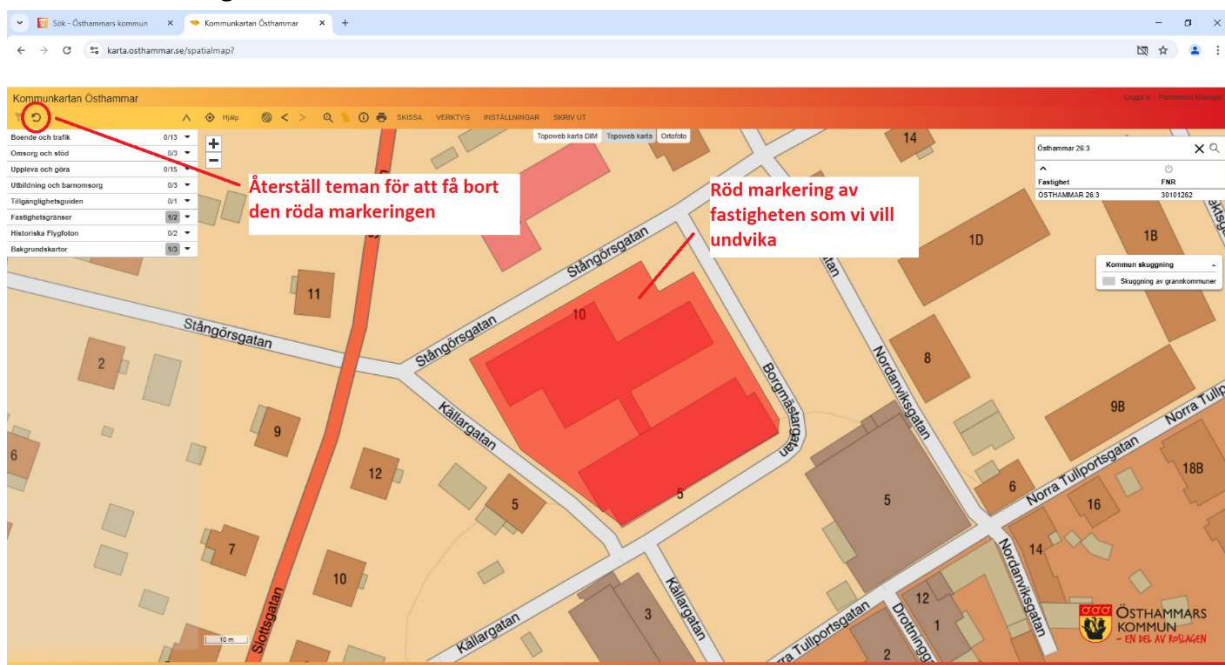 Sök - Östhammars kommun
Kommunkartan Östhammar
karta.osthammar.se/spatialmap?
Kommunkartan Östhammar
Hjälp
SKISSA VERKTYG INSTÄLLNINGAR SKRIV UT
Boende och trafik 0/13
Omsorg och stöd 0/3
Uppleva och göra 0/15
Utbildning och barnomsorg 0/3
Tillgänglighetsguiden 0/1
Fastighetsgränser 1/2
Historiska Flygfoton 0/2
Bakgrundskartor 1/3
+
−
Topoweb karta DIM Topoweb karta Ortofoto
Östhammar 26:3
Fastighet FNR
ÖSTHAMMAR 26:3 30101262
Kommun skuggning
Skuggning av grannkommuner
Återställ teman för att få bort
den röda markeringen
Röd markering av
fastigheten som vi vill
undvika
14
1D
1B
Stångörsgatan
11
10
Stångörsgatan
Stångörsgatan
2
Nordanviksgatan
8
Borgmästargatan
9B
Norra Tullp
Källargatan
9
6
12
5
5
5
Norra Tullportsgatan
18B
6
16
7
14
10
Källargatan
Nordanviksgatan
Slottsgatan
3
12
1
Drottningg
a Tullportsgatan
Källargatan
2
9
10 m
ÖSTHAMMARS
KOMMUN
- EN DEL AV ROSLAGEN